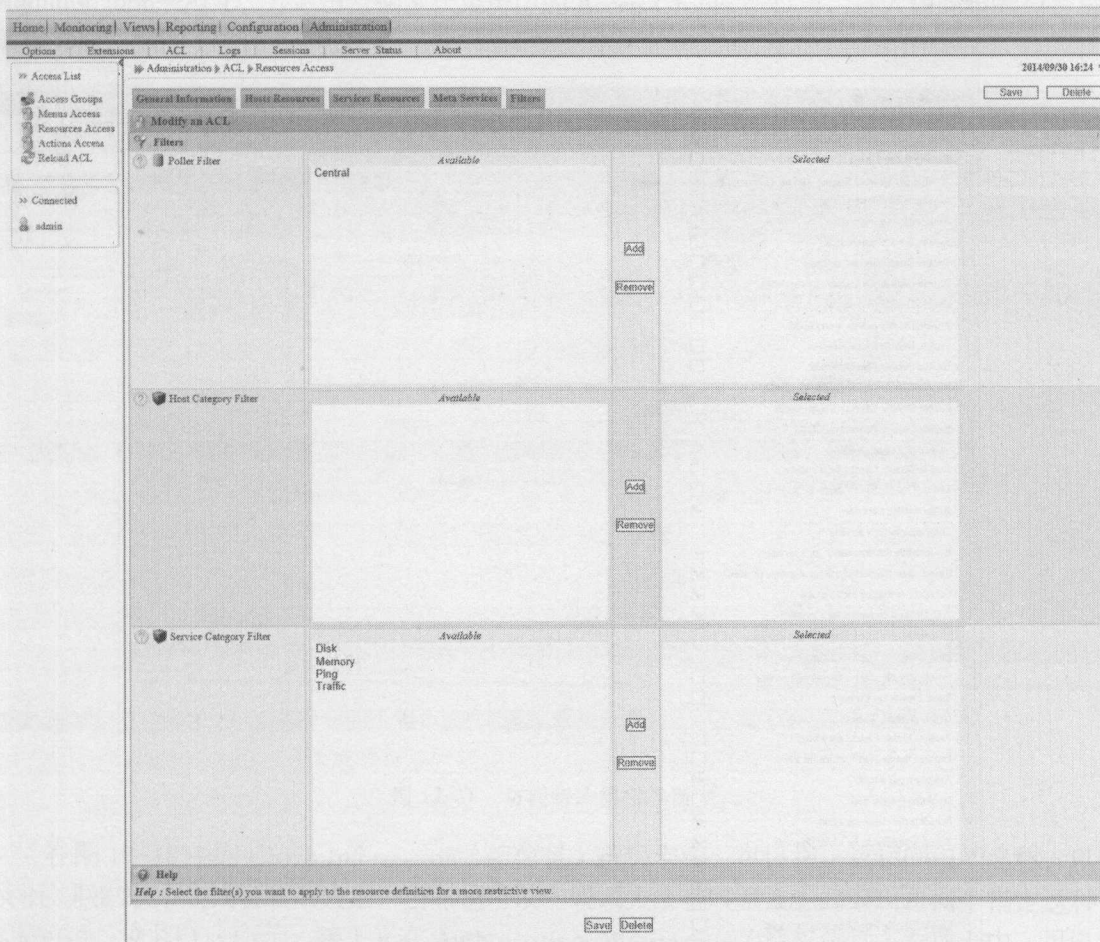 Home| Monitoring| Views| Reporting| Configuration| Administration|
Options | Extensions | ACL | Logs | Sessions | Server Status | About
Access List
Access Groups
Menus Access
Resources Access
Actions Access
Reload ACL
Connected
admin
Administration ACL Resources Access
2014/09/30 16:24
General Information Hosts Resources Services Resources Meta Services Filters
Save Delete
Modify an ACL
Filters
Poller Filter
Available
Selected
Central
Add
Remove
Host Category Filter
Available
Selected
Add
Remove
Service Category Filter
Available
Selected
Disk
Memory
Ping
Traffic
Add
Remove
Help
Help : Select the filter(s) you want to apply to the resource definition for a more restrictive view.
Save Delete